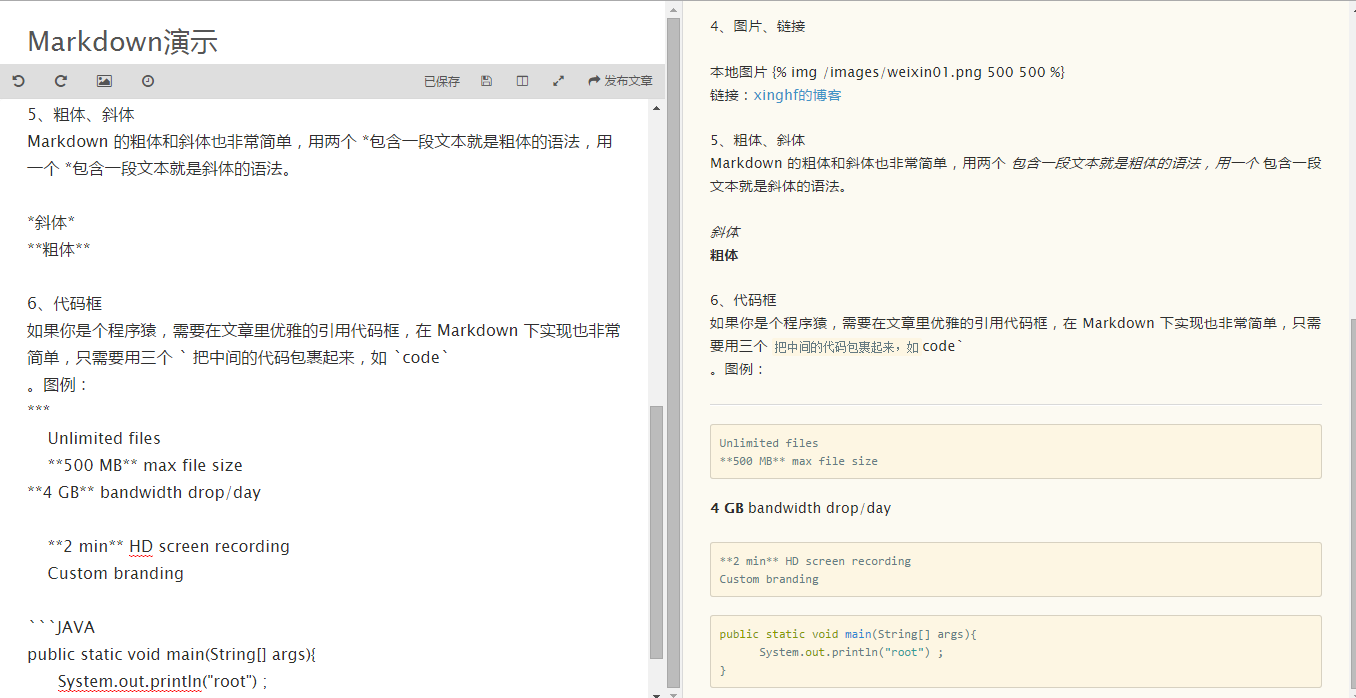 Markdown演示
已保存
发布文章
5、粗体、斜体
Markdown 的粗体和斜体也非常简单，用两个 *包含一段文本就是粗体的语法，用
一个 *包含一段文本就是斜体的语法。
*斜体*
**粗体**
6、代码框
如果你是个程序猿，需要在文章里优雅的引用代码框，在 Markdown 下实现也非常
简单，只需要用三个 ` 把中间的代码包裹起来，如 `code`
。图例：
***
Unlimited files
**500 MB** max file size
**4 GB** bandwidth drop/day
**2 min** HD screen recording
Custom branding
```JAVA
public static void main(String[] args){
System.out.println("root") ;
4、图片、链接
本地图片 {% img /images/weixin01.png 500 500 %}
链接：xinghf的博客
5、粗体、斜体
Markdown 的粗体和斜体也非常简单，用两个 包含一段文本就是粗体的语法，用一个 包含一段
文本就是斜体的语法。
斜体
粗体
6、代码框
如果你是个程序猿，需要在文章里优雅的引用代码框，在 Markdown 下实现也非常简单，只需
要用三个 把中间的代码包裹起来，如 code`
。图例：
Unlimited files
**500 MB** max file size
4 GB bandwidth drop/day
**2 min** HD screen recording
Custom branding
public static void main(String[] args){
System.out.println("root") ;
}